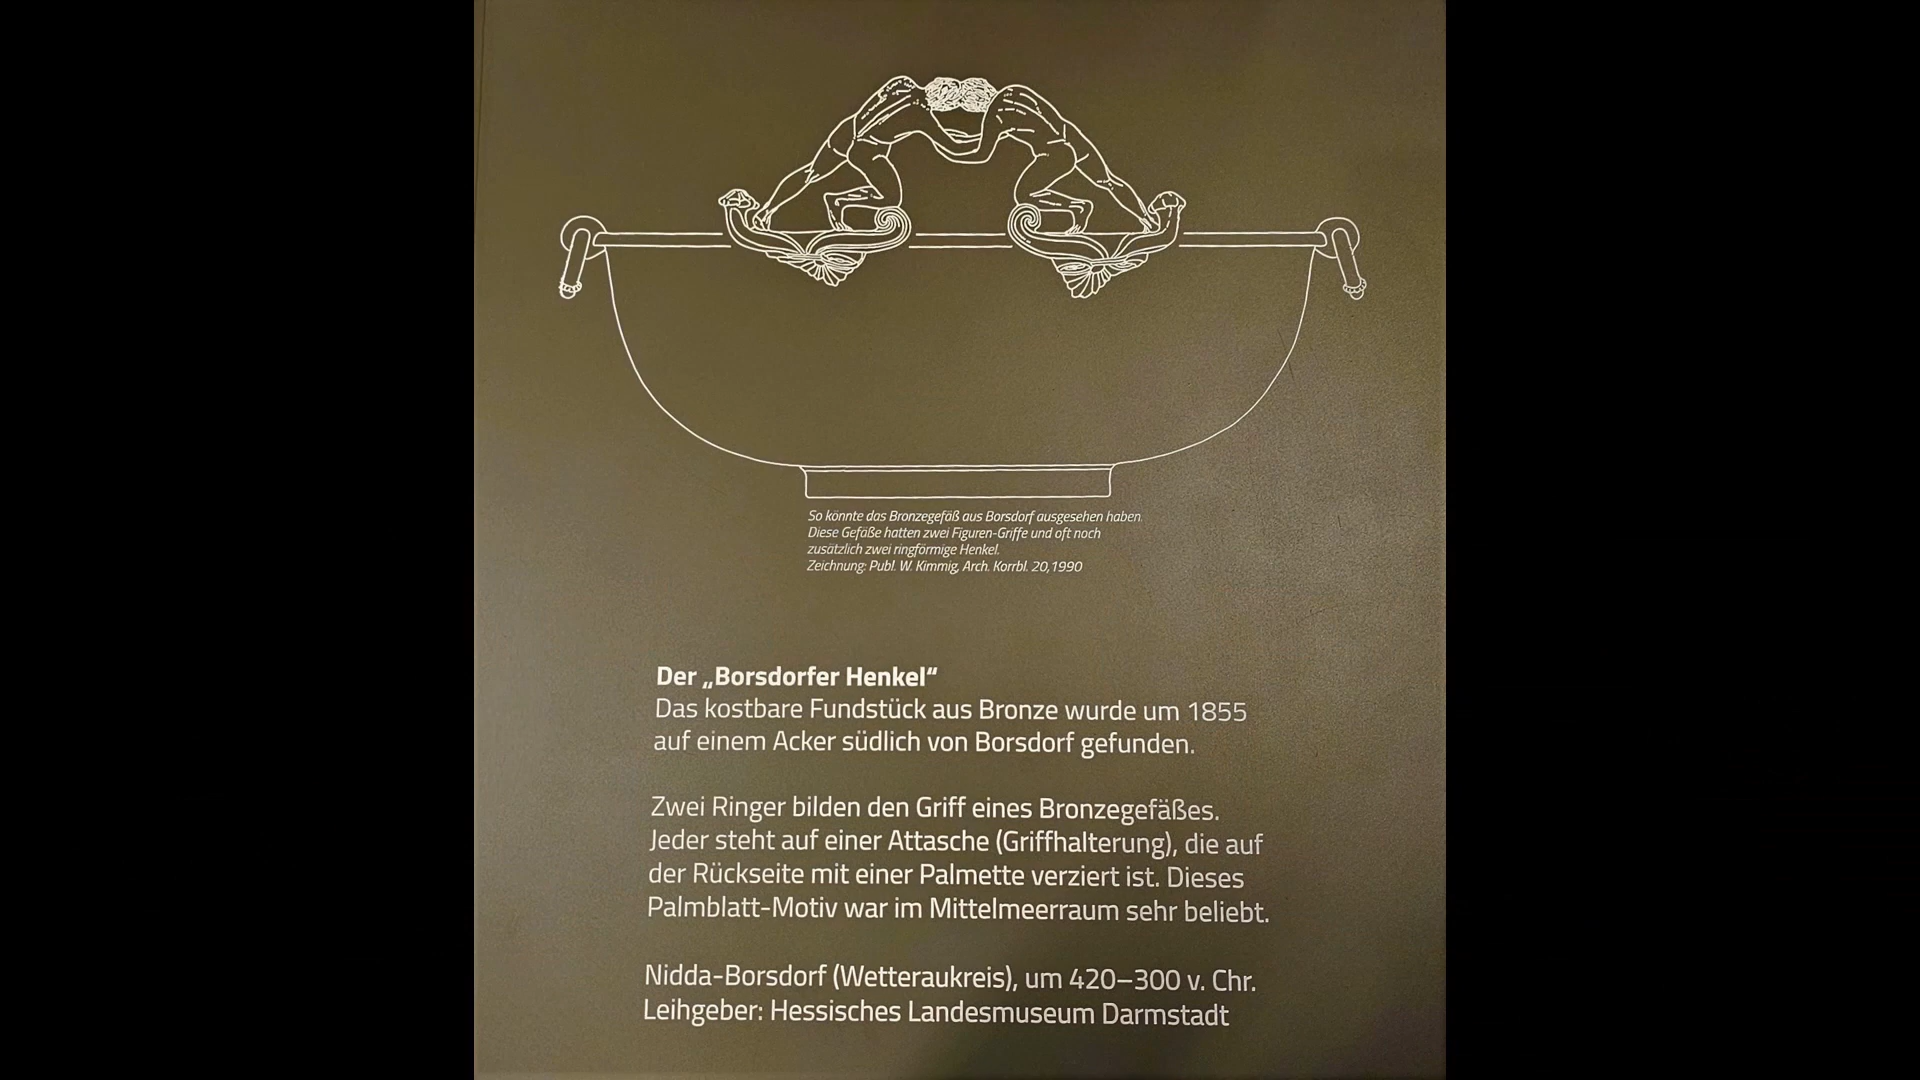 So könnte das Bronzegefäß aus Borsdorf ausgesehen haben.
Diese Gefäße hatten zwei Figuren-Griffe und oft noch
zusätzlich zwei ringförmige Henkel.
Zeichnung: Publ. W. Kimmig, Arch. Korrbl. 20,1990
Der „Borsdorfer Henkel“
Das kostbare Fundstück aus Bronze wurde um 1855
auf einem Acker südlich von Borsdorf gefunden.
Zwei Ringer bilden den Griff eines Bronzegefäßes.
Jeder steht auf einer Attasche (Griffhalterung), die auf
der Rückseite mit einer Palmette verziert ist. Dieses
Palmblatt-Motiv war im Mittelmeerraum sehr beliebt.
Nidda-Borsdorf (Wetteraukreis), um 420–300 v. Chr.
Leihgeber: Hessisches Landesmuseum Darmstadt